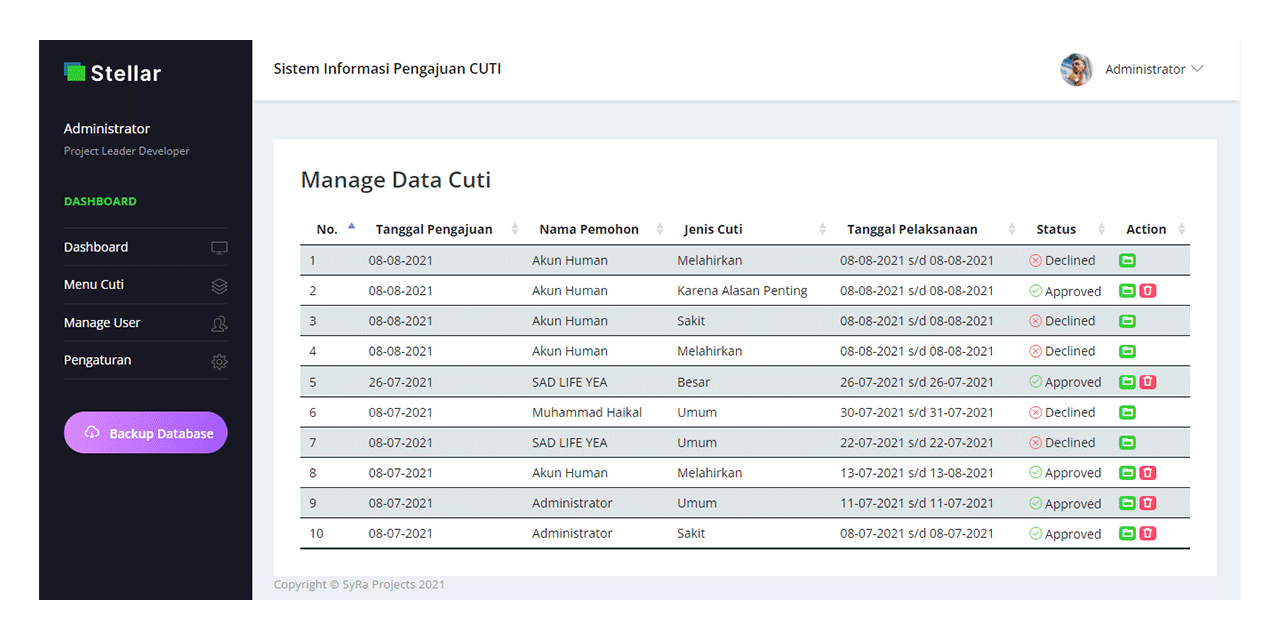 Stellar
Sistem Informasi Pengajuan CUTI
Administrator
Administrator
Project Leader Developer
DASHBOARD
Dashboard
Menu Cuti
Manage User
Pengaturan
Backup Database
Manage Data Cuti
No. Tanggal Pengajuan Nama Pemohon Jenis Cuti Tanggal Pelaksanaan Status Action
1 08-08-2021 Akun Human Melahirkan 08-08-2021 s/d 08-08-2021 Declined
2 08-08-2021 Akun Human Karena Alasan Penting 08-08-2021 s/d 08-08-2021 Approved
3 08-08-2021 Akun Human Sakit 08-08-2021 s/d 08-08-2021 Declined
4 08-08-2021 Akun Human Melahirkan 08-08-2021 s/d 08-08-2021 Declined
5 26-07-2021 SAD LIFE YEA Besar 26-07-2021 s/d 26-07-2021 Approved
6 08-07-2021 Muhammad Haikal Umum 30-07-2021 s/d 31-07-2021 Declined
7 08-07-2021 SAD LIFE YEA Umum 22-07-2021 s/d 22-07-2021 Declined
8 08-07-2021 Akun Human Melahirkan 13-07-2021 s/d 13-08-2021 Approved
9 08-07-2021 Administrator Umum 11-07-2021 s/d 11-07-2021 Approved
10 08-07-2021 Administrator Sakit 08-07-2021 s/d 08-07-2021 Approved
Copyright © SyRa Projects 2021